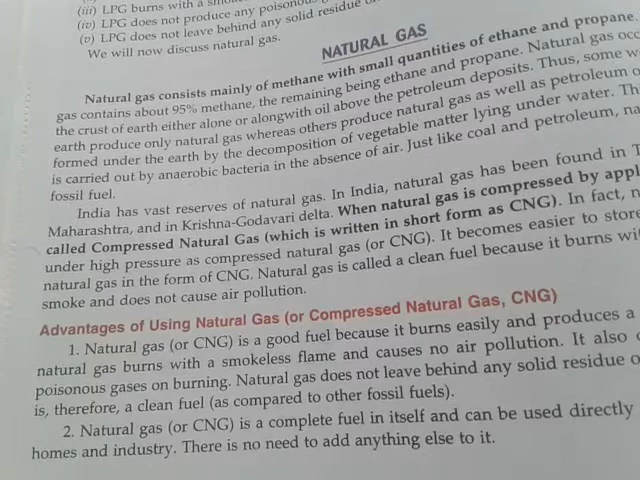 (iii) LPG burns with a
(iv) LPG does not produce any
(v) LPG does not leave behind any solid residue
We will now discuss natural gas.
NATURAL GAS
Natural gas consists mainly of methane with small quantities of ethane and propane.
gas contains about 95% methane, the remaining being ethane and propane. Natural gas
the crust of earth either alone or alongwith oil above the petroleum deposits. Thus, some
earth produce only natural gas whereas others produce natural gas as well as petroleum
formed under the earth by the decomposition of vegetable matter lying under water.
is carried out by anaerobic bacteria in the absence of air. Just like coal and petroleum,
fossil fuel.
India has vast reserves of natural gas. In India, natural gas has been found in
Maharashtra, and in Krishna-Godavari delta. When natural gas is compressed by
called Compressed Natural Gas (which is written in short form as CNG). In fact,
under high pressure as compressed natural gas (or CNG). It becomes easier to store
natural gas in the form of CNG. Natural gas is called a clean fuel because it burns
smoke and does not cause air pollution.
Advantages of Using Natural Gas (or Compressed Natural Gas, CNG)
1. Natural gas (or CNG) is a good fuel because it burns easily and produces a
natural gas burns with a smokeless flame and causes no air pollution. It also
poisonous gases on burning. Natural gas does not leave behind any solid residue
is, therefore, a clean fuel (as compared to other fossil fuels).
2. Natural gas (or CNG) is a complete fuel in itself and can be used directly
homes and industry. There is no need to add anything else to it.